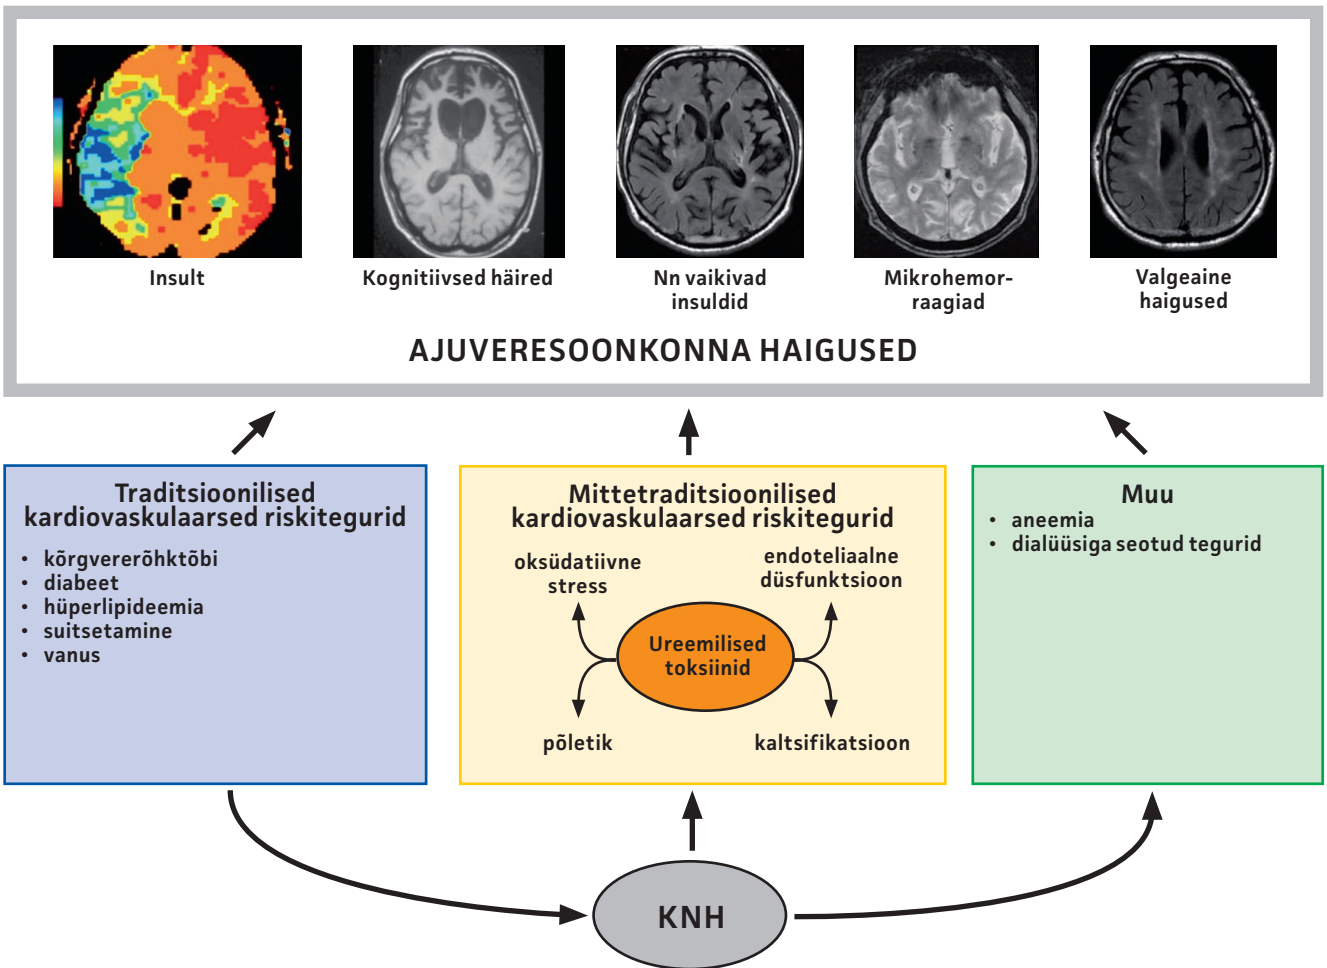 Insult
Kognitiivsed häired
Nn vaikivad
insuldid
Mikrohemor-
raagiad
Valgeaine
haigused
AJUVERESOONKONNA HAIGUSED
Traditsioonilised
kardiovaskulaarsed riskitegurid
• kõrgvererõhktõbi
• diabeet
• hüperlipideemia
• suitsetamine
• vanus
Mittetraditsioonilised
kardiovaskulaarsed riskitegurid
oksüdatiivne
stress
endoteliaalne
düsfunktsioon
Ureemilised
toksiinid
põletik
kaltsifikatsioon
Muu
• aneemia
• dialüüsiga seotud tegurid
KNH